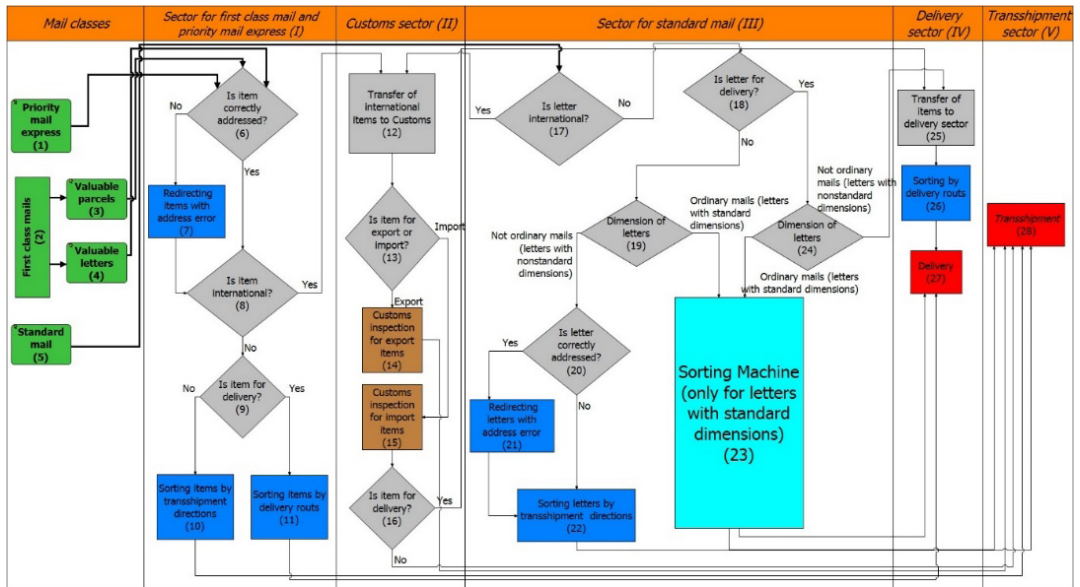 Mail classes
Sector for first class mail and
priority mail express (I)
Customs sector (II)
Sector for standard mail (III)
Delivery
sector (IV)
Transshipment
sector (V)
Priority
mail
express
(1)
First class mails
(2)
Valuable
parcels
(3)
Valuable
letters
(4)
Standard
mail
(5)
Is item
correctly
addressed?
(6)
No
Yes
Redirecting
items with
address error
(7)
Is item
international?
(8)
Yes
No
Is item for
delivery?
(9)
No
Yes
Sorting items by
transshipment
directions
(10)
Sorting items by
delivery routs
(11)
Transfer of
international
items to Customs
(12)
Is item for
export or
import?
(13)
Import
Export
Customs
inspection
for export
items
(14)
Customs
inspection
for import
items
(15)
Is item for
delivery?
(16)
Yes
No
Yes
Is letter
international?
(17)
No
Is letter for
delivery?
(18)
Yes
No
Dimension of
letters
(19)
Ordinary mails (letters
with standard
dimensions)
Not ordinary mails
(letters with
nonstandard
dimensions)
Not ordinary
mails (letters with
nonstandard
dimensions)
Dimension of
letters
(24)
Ordinary mails (letters
with standard dimensions)
Is letter
correctly
addressed?
(20)
Yes
No
Redirecting
letters with
address error
(21)
Sorting letters by
transshipment directions
(22)
Sorting Machine
(only for letters
with standard
dimensions)
(23)
Transfer of
items to
delivery sector
(25)
Sorting by
delivery routs
(26)
Delivery
(27)
Transshipment
(28)